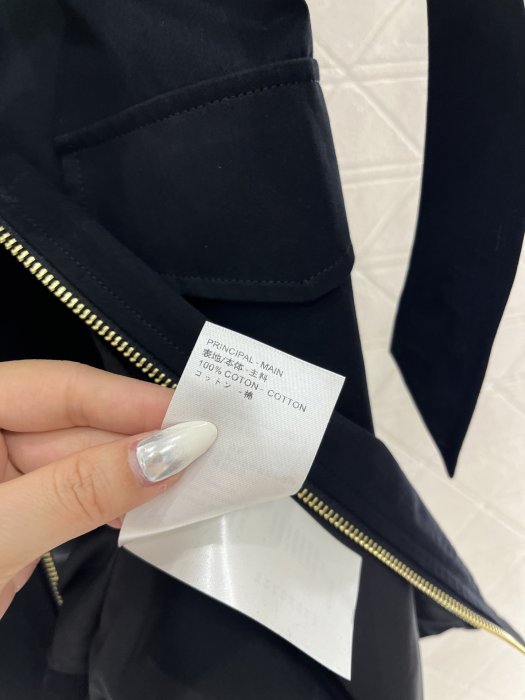 PRINCIPAL - MAIN
表地/本体 - 主料
100% COTON - COTTON
コットン - 棉